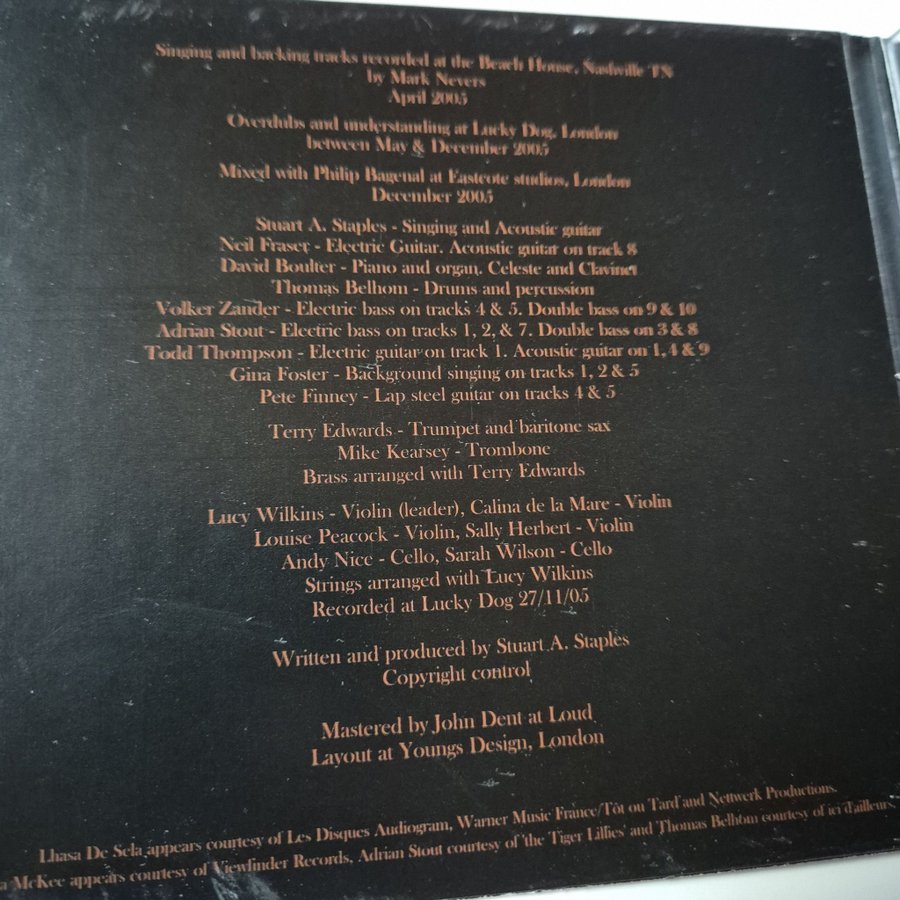 Singing and backing tracks recorded at the Beach House, Nashville TN
by Mark Nevers
April 2005
Overdubs and understanding at Lucky Dog, London
between May & December 2005
Mixed with Philip Bagenal at Eastcote studios, London
December 2005
Stuart A. Staples - Singing and Acoustic guitar
Neil Fraser - Electric Guitar. Acoustic guitar on track 8
David Boulter - Piano and organ. Celeste and Clavinet
Thomas Belhom - Drums and percussion
Volker Zander - Electric bass on tracks 4 & 5. Double bass on 9 & 10
Adrian Stout - Electric bass on tracks 1, 2, & 7. Double bass on 3 & 8
Todd Thompson - Electric guitar on track 1. Acoustic guitar on 1, 4 & 9
Gina Foster - Background singing on tracks 1, 2 & 5
Pete Finney - Lap steel guitar on tracks 4 & 5
Terry Edwards - Trumpet and baritone sax
Mike Kearsey - Trombone
Brass arranged with Terry Edwards
Lucy Wilkins - Violin (leader), Calina de la Mare - Violin
Louise Peacock - Violin, Sally Herbert - Violin
Andy Nice - Cello, Sarah Wilson - Cello
Strings arranged with Lucy Wilkins
Recorded at Lucky Dog 27/11/05
Written and produced by Stuart A. Staples
Copyright control
Mastered by John Dent at Loud
Layout at Youngs Design, London
Lhasa De Sela appears courtesy of Les Disques Audiogram, Warner Music France/Tôt ou Tard and Nettwerk Productions.
McKee appears courtesy of Viewfinder Records, Adrian Stout courtesy of 'the Tiger Lillies' and Thomas Belhom courtesy of ici d'ailleurs.